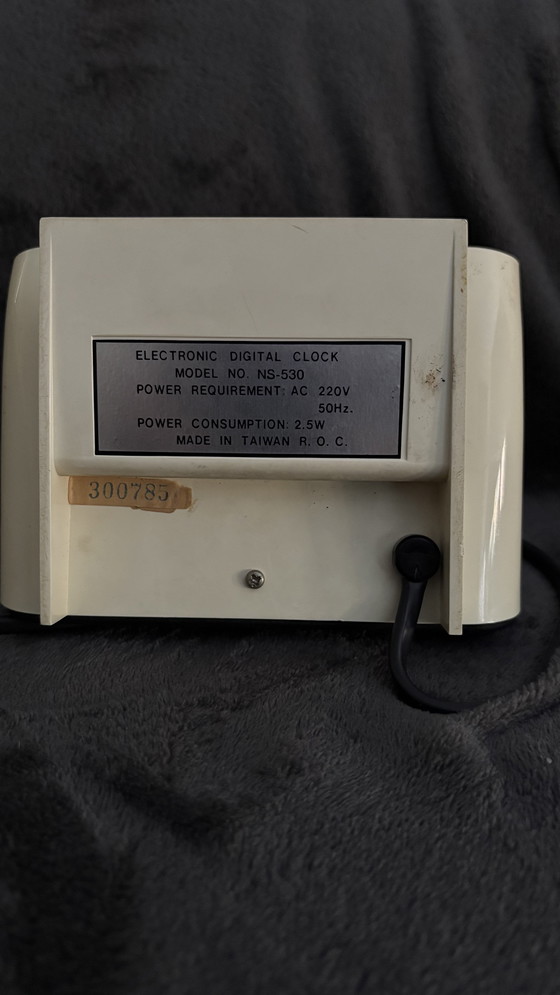 ELECTRONIC DIGITAL CLOCK
MODEL NO. NS-530
POWER REQUIREMENT: AC 220V
50Hz.
POWER CONSUMPTION: 2.5W
MADE IN TAIWAN R. O. C.
300785